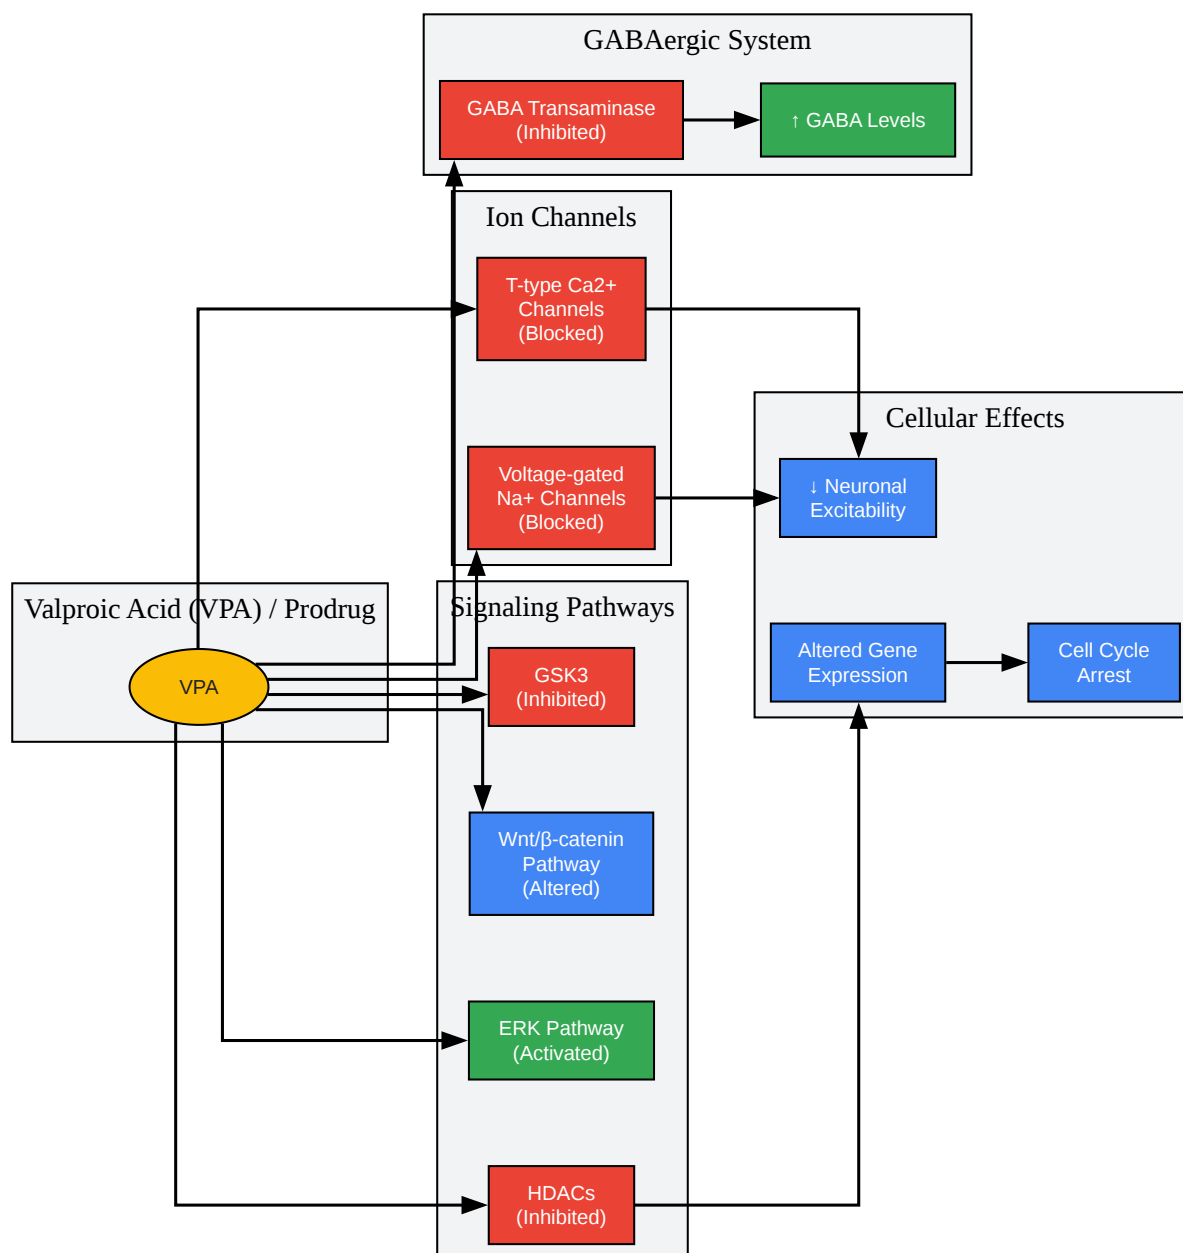 GABAergic System
GABA Transaminase
(Inhibited)
↑ GABA Levels
Ion Channels
T-type Ca2+
Channels
(Blocked)
Voltage-gated
Na+ Channels
(Blocked)
Cellular Effects
↓ Neuronal
Excitability
Altered Gene
Expression
Cell Cycle
Arrest
Valproic Acid (VPA) / Prodrug
VPA
Signaling Pathways
GSK3
(Inhibited)
Wnt/β-catenin
Pathway
(Altered)
ERK Pathway
(Activated)
HDACs
(Inhibited)